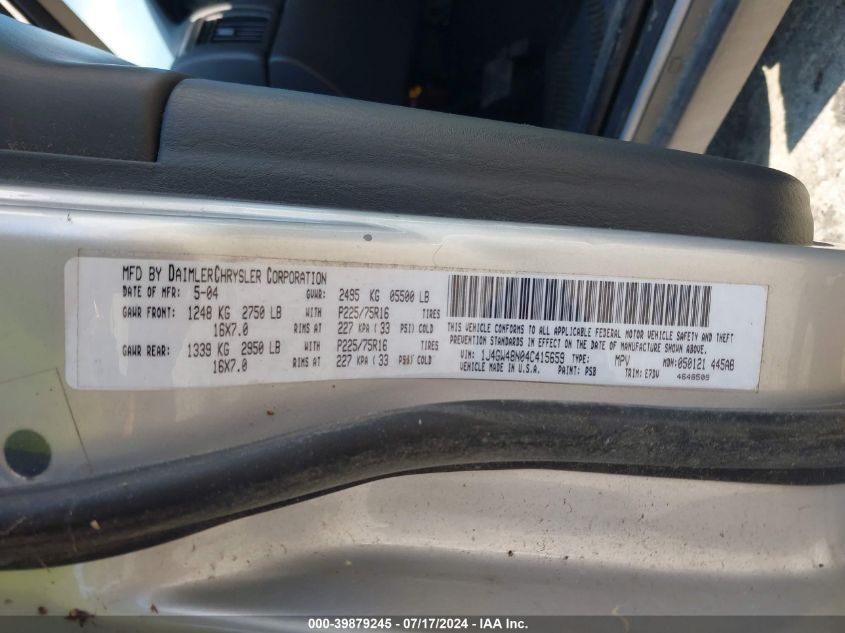 MFD BY DAIMLERCHRYSLER CORPORATION
DATE OF MFR: 5-04 GVWR: 2495 KG 05500 LB
GAWR FRONT: 1248 KG 2750 LB WITH P225/75R16 TIRES
16X7.0 RIMS AT 227 KPA ( 33 PSI) COLD
GAWR REAR: 1339 KG 2950 LB WITH P225/75R16 TIRES
16X7.0 RIMS AT 227 KPA ( 33 PSI) COLD
THIS VEHICLE CONFORMS TO ALL APPLICABLE FEDERAL MOTOR VEHICLE SAFETY AND THEFT
PREVENTION STANDARDS IN EFFECT ON THE DATE OF MANUFACTURE SHOWN ABOVE.
VIN: 1J4GW48N04C415659 TYPE: MPV MDH: 050121 445AB
VEHICLE MADE IN U.S.A. PAINT: PSB TRIM: E7DV 4648509
000-39879245 - 07/17/2024 - IAA Inc.